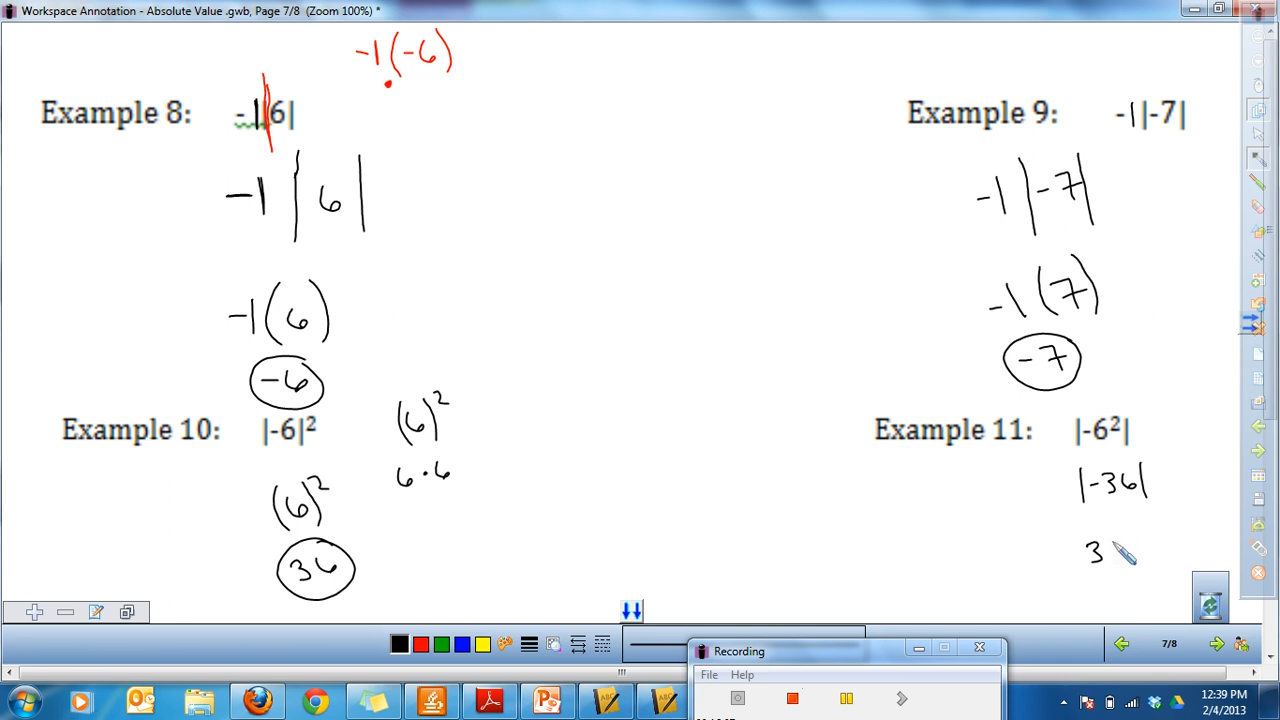 Workspace Annotation - Absolute Value .gwb, Page 7/8 (Zoom 100%) *
-1(-6)
Example 8: -1|6|
-1|6|
-1(6)
-6
Example 9: -1|-7|
-1|-7|
-1(7)
-7
Example 10: |-6|²
(6)²
6·6
(6)²
36
Example 11: |-6²|
|-36|
3
7/8
Recording
File Help
12:39 PM
2/4/2013